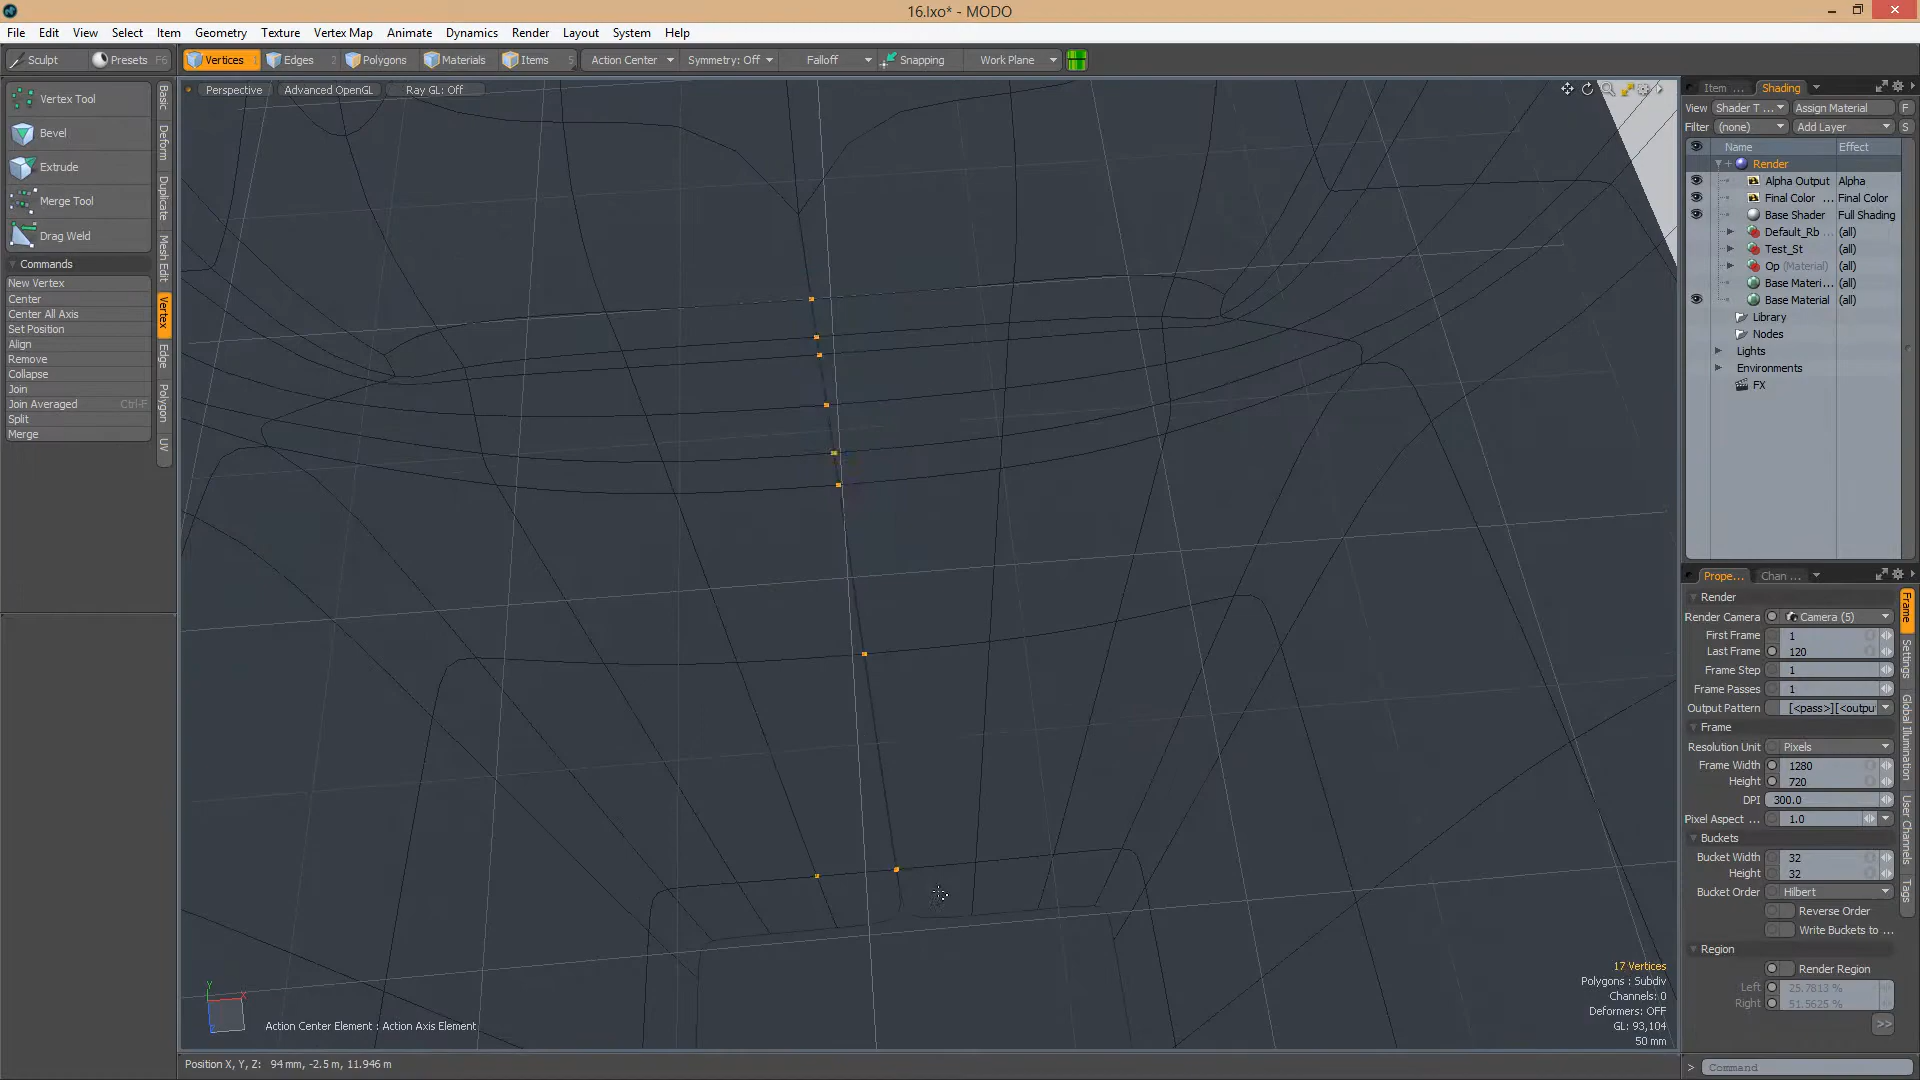 16.lxo* - MODO
File Edit View Select Item Geometry Texture Vertex Map Animate Dynamics Render Layout System Help
Sculpt Presets F6 Vertices 1 Edges 2 Polygons Materials Items 5 Action Center Symmetry: Off Falloff Snapping Work Plane
Perspective Advanced OpenGL Ray GL: Off
Vertex Tool
Bevel
Extrude
Merge Tool
Drag Weld
Commands
New Vertex
Center
Center All Axis
Set Position
Align
Remove
Collapse
Join
Join Averaged Ctrl-F
Split
Merge
Basic
Deform
Duplicate
Mesh Edit
Vertex
Edge
Polygon
UV
Item ... Shading
View Shader T ... Assign Material F
Filter (none) Add Layer S
Name Effect
Render
Alpha Output Alpha
Final Color ... Final Color
Base Shader Full Shading
Default_Rb ... (all)
Test_St (all)
Op (Material) (all)
Base Materi... (all)
Base Material (all)
Library
Nodes
Lights
Environments
FX
Prope... Chan ...
Render
Render Camera Camera (5)
First Frame 1
Last Frame 120
Frame Step 1
Frame Passes 1
Output Pattern [<pass>][<outpu
Frame
Resolution Unit Pixels
Frame Width 1280
Height 720
DPI 300.0
Pixel Aspect ... 1.0
Buckets
Bucket Width 32
Height 32
Bucket Order Hilbert
Reverse Order
Write Buckets to ...
Region
Render Region
Left 25.7813 %
Right 51.5625 %
>>
Frame
Settings
Global Illumination
User Channels
Tags
17 Vertices
Polygons : Subdiv
Channels: 0
Deformers: OFF
GL: 93,104
50 mm
Y
X
Action Center Element : Action Axis Element
Position X, Y, Z: 94 mm, -2.5 m, 11.946 m
> Command